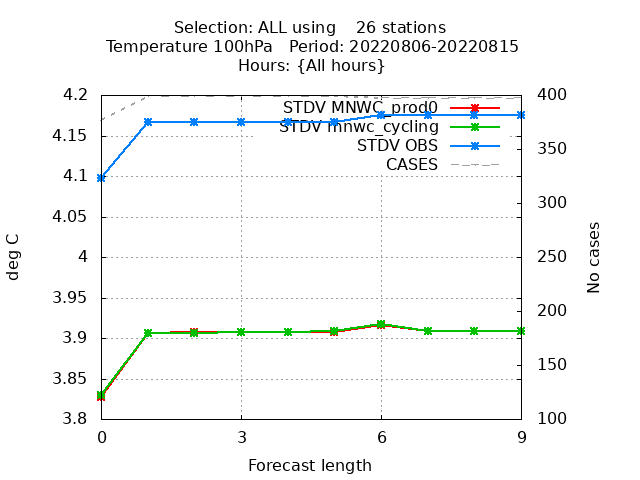 Selection: ALL using    26 stations
Temperature 100hPa   Period: 20220806-20220815
Hours: {All hours}
4.2
4.15
4.1
4.05
4
3.95
3.9
3.85
3.8
deg C
STDV MNWC_prod0
STDV mnwc_cycling
STDV OBS
CASES
400
350
300
250
200
150
100
No cases
0 3 6 9
Forecast length